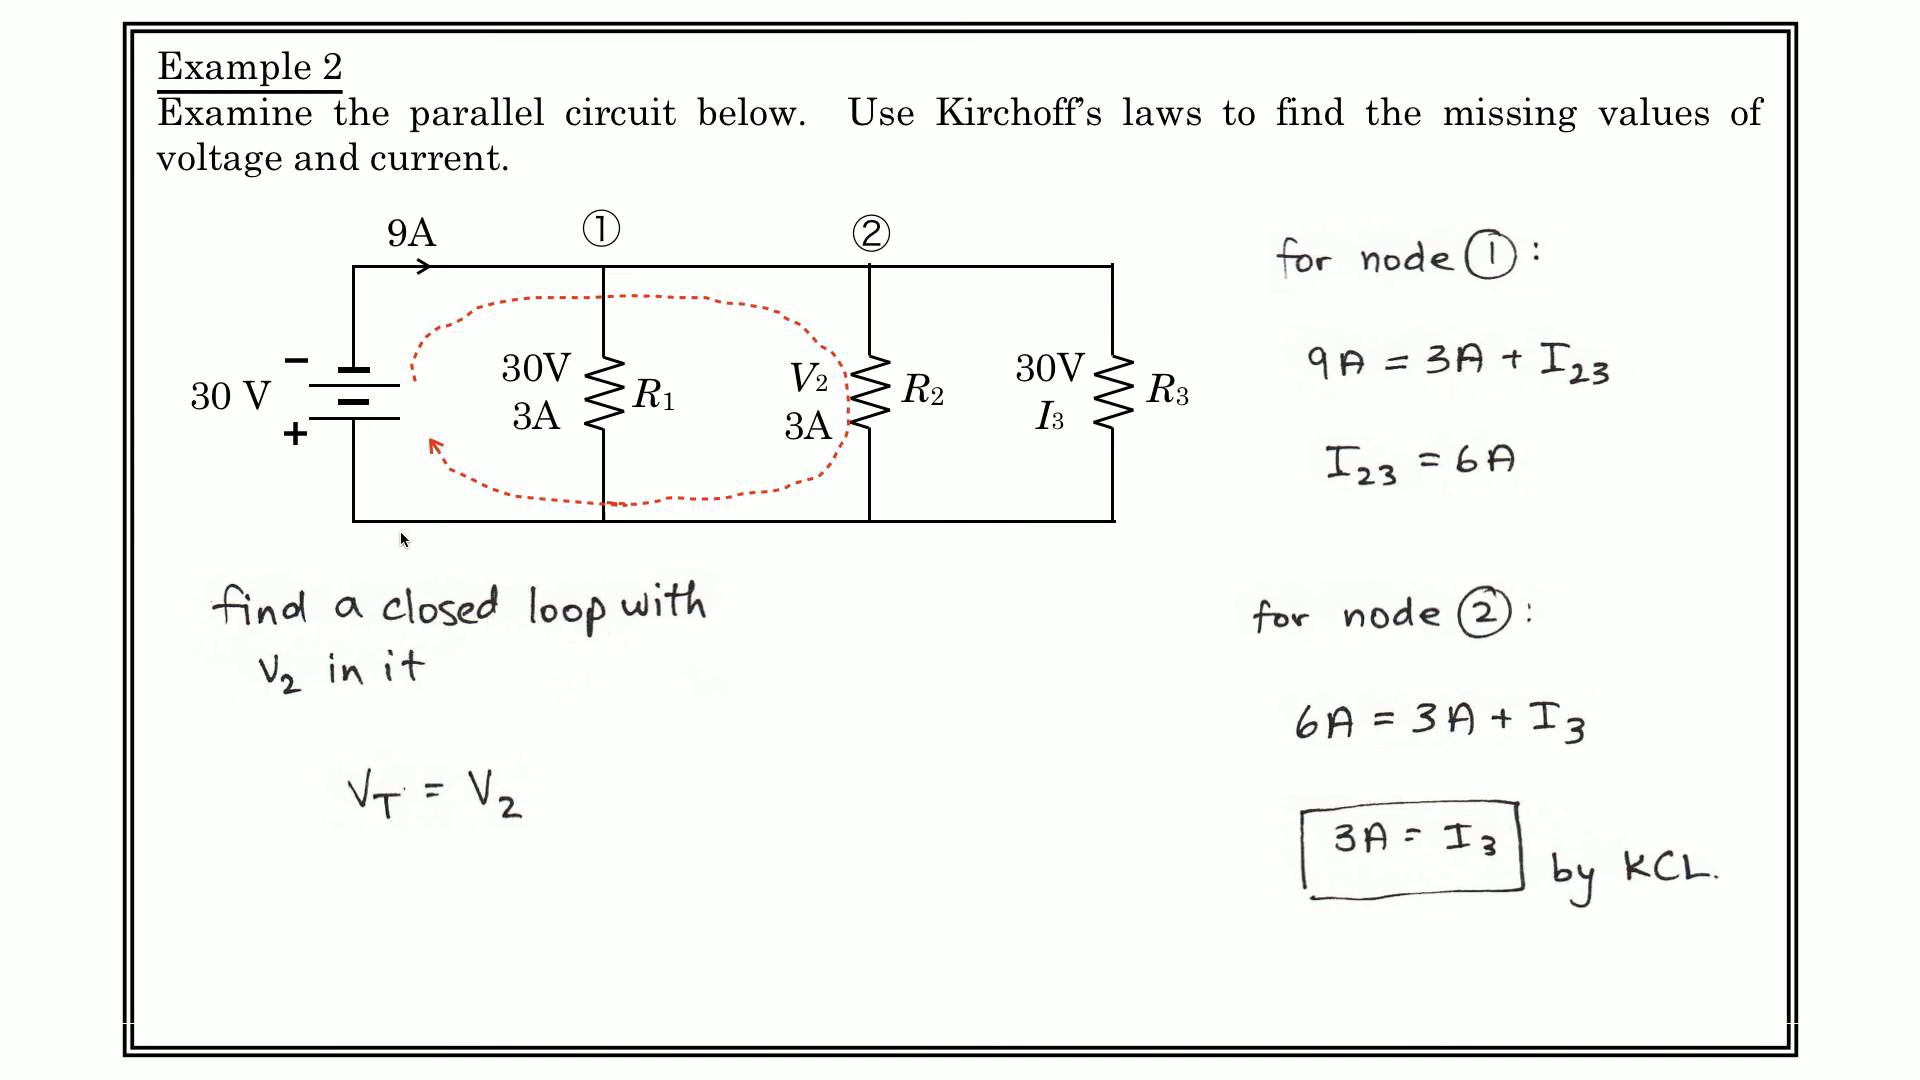 Example 2
Examine the parallel circuit below. Use Kirchoff's laws to find the missing values of
voltage and current.
9A
①
②
30 V
−
+
30V
3A
R₁
V₂
3A
R₂
30V
I₃
R₃
find a closed loop with
V₂ in it
V_T = V₂
for node ①:
9A = 3A + I₂₃
I₂₃ = 6A
for node ②:
6A = 3A + I₃
3A = I₃
by KCL.